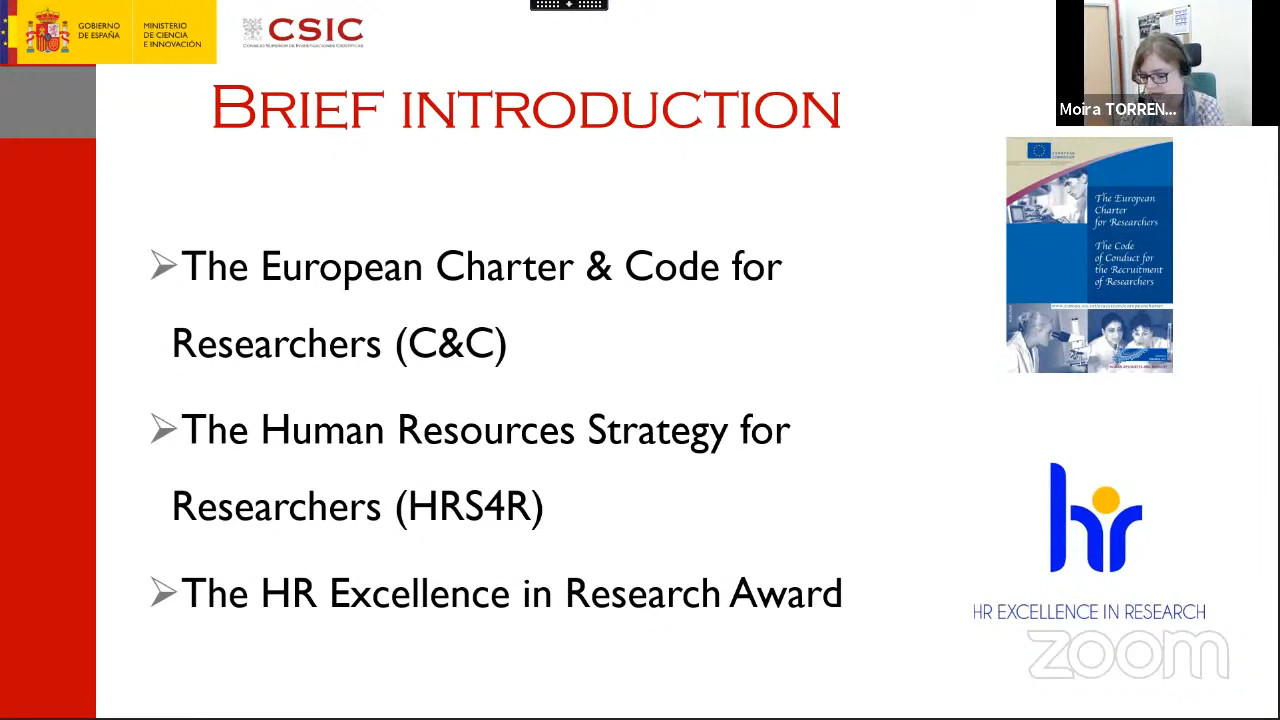 GOBIERNO
DE ESPAÑA
MINISTERIO
DE CIENCIA
E INNOVACIÓN
CSIC
CONSEJO SUPERIOR DE INVESTIGACIONES CIENTÍFICAS
Moira TORREN...
BRIEF INTRODUCTION
The European
Charter
for Researchers
The Code
of Conduct for
the Recruitment
of Researchers
The European Charter & Code for
Researchers (C&C)
The Human Resources Strategy for
Researchers (HRS4R)
The HR Excellence in Research Award
hr
HR EXCELLENCE IN RESEARCH
zoom